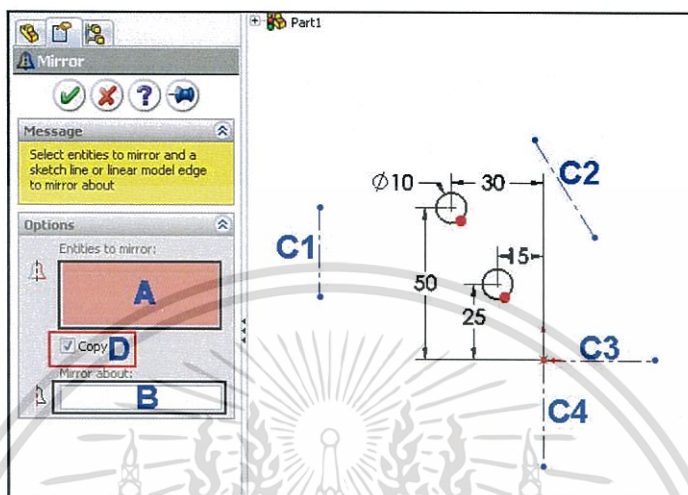 Part1
Mirror
Message
Select entities to mirror and a
sketch line or linear model edge
to mirror about
Options
Entities to mirror:
A
Copy D
Mirror about:
B
C1
C2
C3
C4
Ø10
30
15
50
25